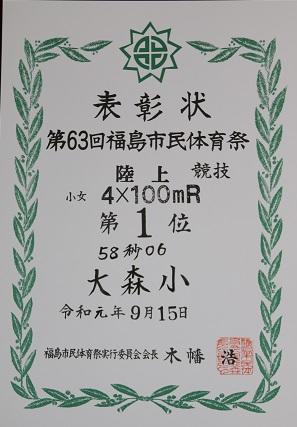 表彰状
第63回福島市民体育祭
陸上競技
小女 4×100mR
第1位
58秒06
大森小
令和元年9月15日
福島市民体育祭実行委員会会長 木幡 浩